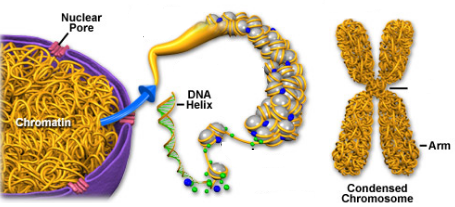 Nuclear
Pore
Chromatin
DNA
Helix
Arm
Condensed
Chromosome